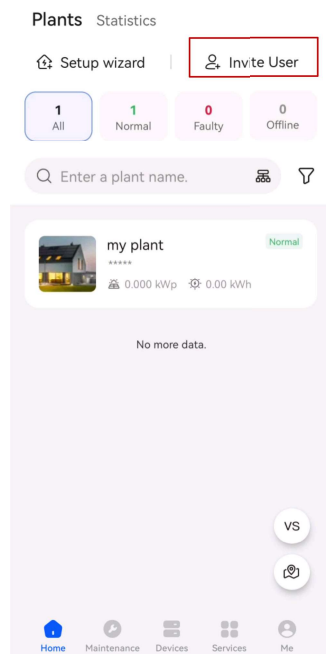 Plants Statistics
Setup wizard Invite User
1 1 0 0
All Normal Faulty Offline
Enter a plant name.
my plant Normal
*****
0.000 kWp 0.00 kWh
No more data.
VS
Home Maintenance Devices Services Me